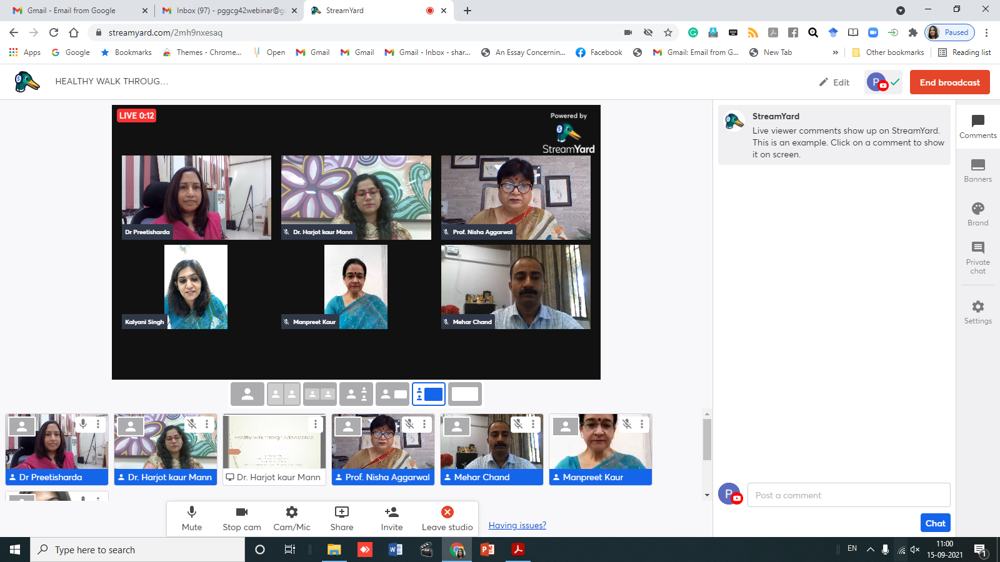 Gmail - Email from Google
Inbox (97) - pggcg42webinar@g
StreamYard
streamyard.com/2mh9nxesaq
Paused
Apps
Google
Bookmarks
Themes - Chrome...
Open
Gmail
Gmail
Gmail - Inbox - shar...
An Essay Concernin...
Facebook
Gmail: Email from G...
New Tab
»
Other bookmarks
Reading list
HEALTHY WALK THROUG...
Edit
P
End broadcast
LIVE 0:12
Powered by
StreamYard
Dr Preetisharda
Dr. Harjot kaur Mann
Prof. Nisha Aggarwal
Kalyani Singh
Manpreet Kaur
Mehar Chand
StreamYard
Live viewer comments show up on StreamYard.
This is an example. Click on a comment to show
it on screen.
Comments
Banners
Brand
Private
chat
Settings
Healthy walk through Adolescence
Dr Preetisharda
Dr. Harjot kaur Mann
Dr. Harjot kaur Mann
Prof. Nisha Aggarwal
Mehar Chand
Manpreet Kaur
P
Post a comment
Chat
Mute
Stop cam
Cam/Mic
Share
Invite
Leave studio
Having issues?
Type here to search
EN
11:00
15-09-2021
1